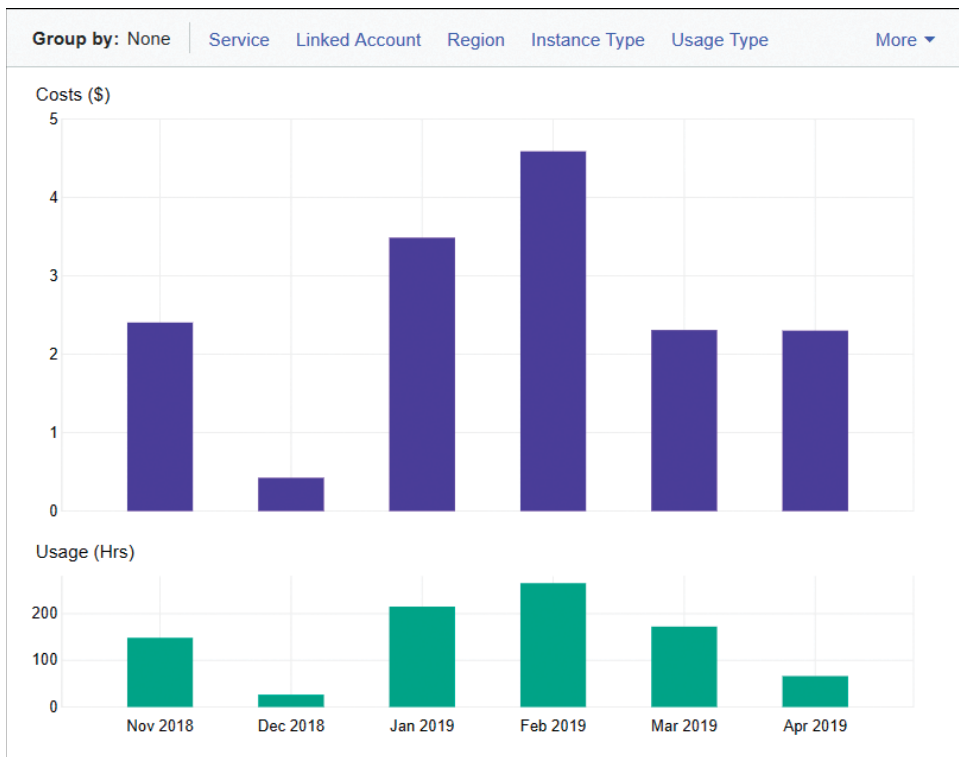 Group by: None Service Linked Account Region Instance Type Usage Type More
Costs ($)
5
4
3
2
1
0
Usage (Hrs)
200
100
0
Nov 2018 Dec 2018 Jan 2019 Feb 2019 Mar 2019 Apr 2019